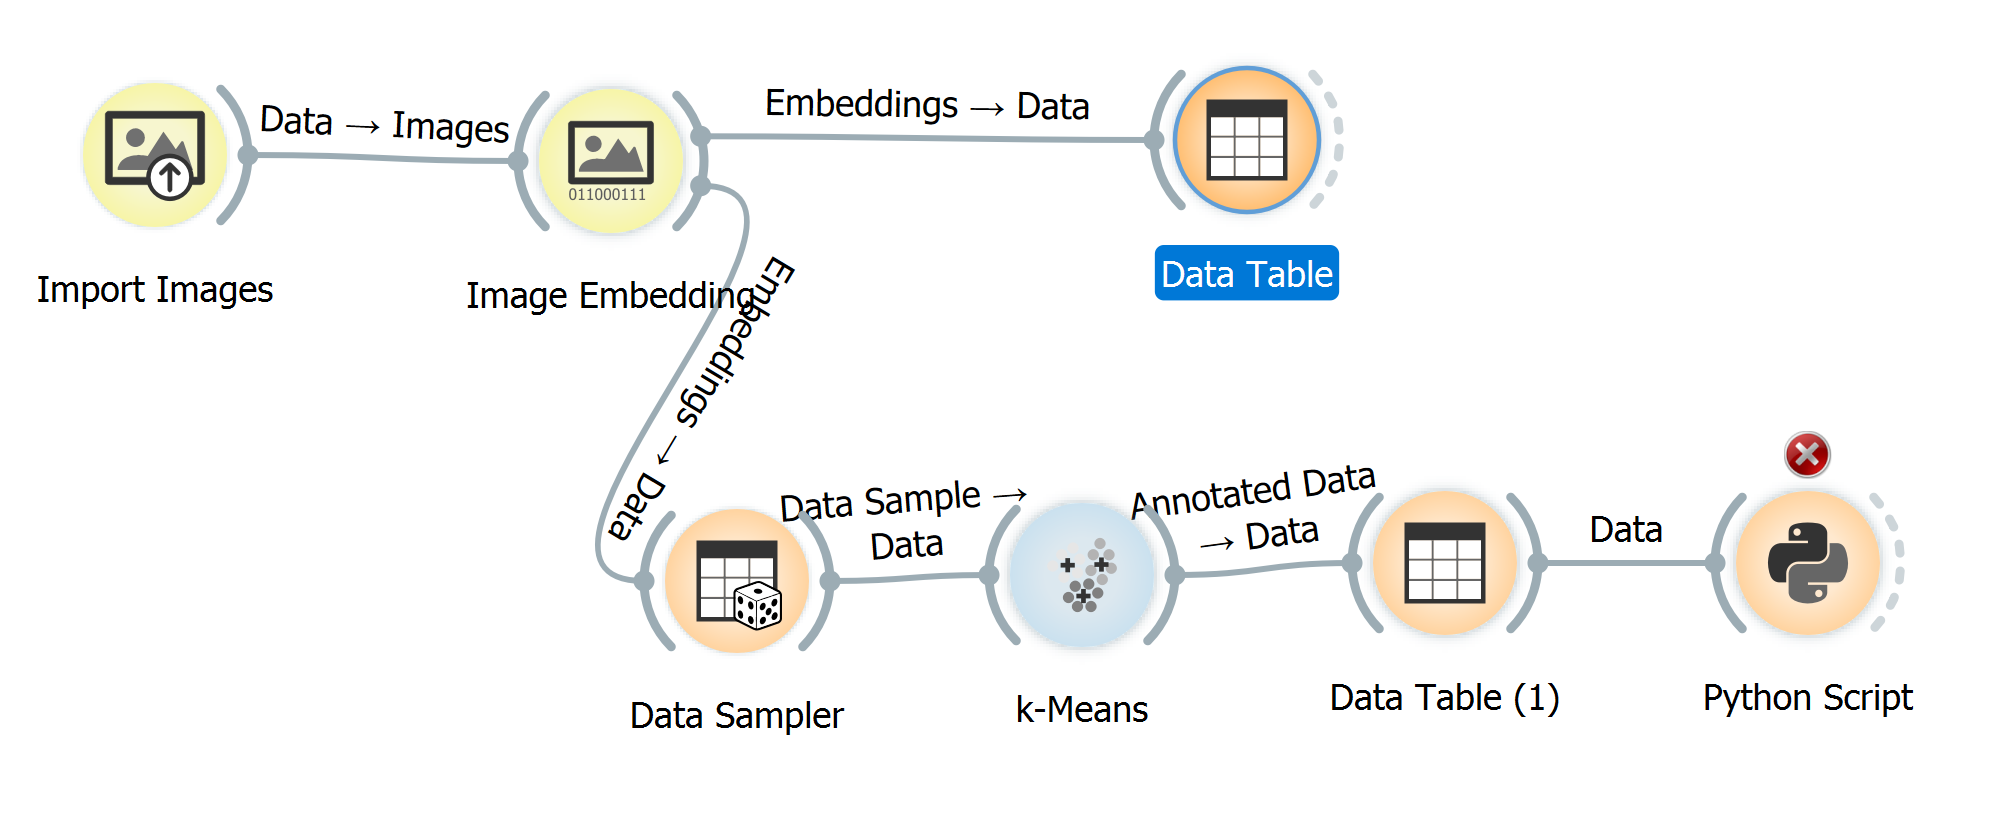 Data → Images
Embeddings → Data
011000111
Import Images
Image Embedding
Data Table
Embeddings → Data
Data Sample →
Data
Annotated Data
→ Data
Data
Data Sampler
k-Means
Data Table (1)
Python Script